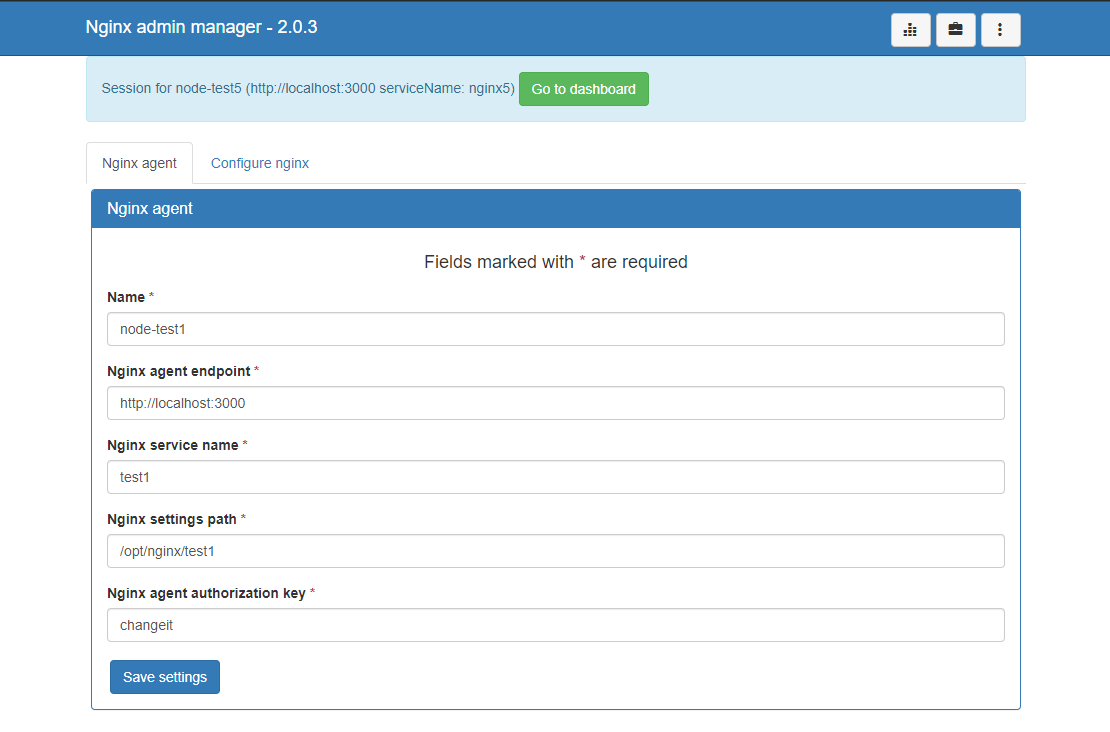 Nginx admin manager - 2.0.3
Session for node-test5 (http://localhost:3000 serviceName: nginx5) Go to dashboard
Nginx agent Configure nginx
Nginx agent
Fields marked with * are required
Name *
node-test1
Nginx agent endpoint *
http://localhost:3000
Nginx service name *
test1
Nginx settings path *
/opt/nginx/test1
Nginx agent authorization key *
changeit
Save settings